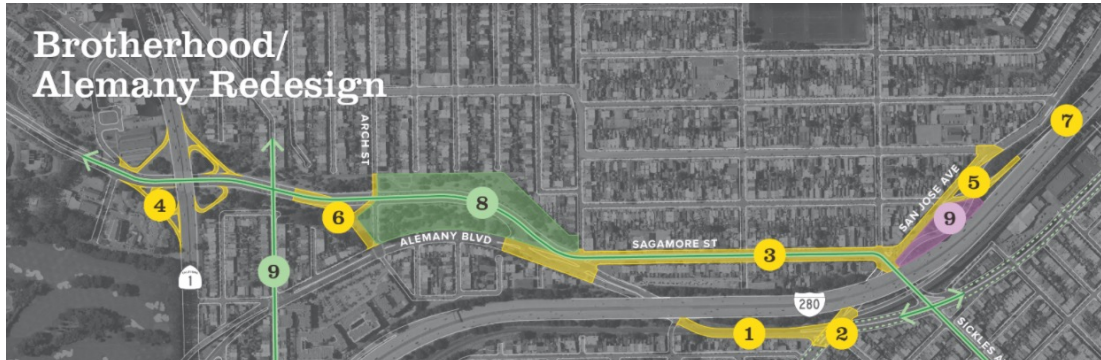 Brotherhood/
Alemany Redesign
ARCH ST
7
5
SAN JOSE AVE
4
6
8
9
ALEMANY BLVD
SAGAMORE ST
3
9
1
280
1
2
SICKLES A